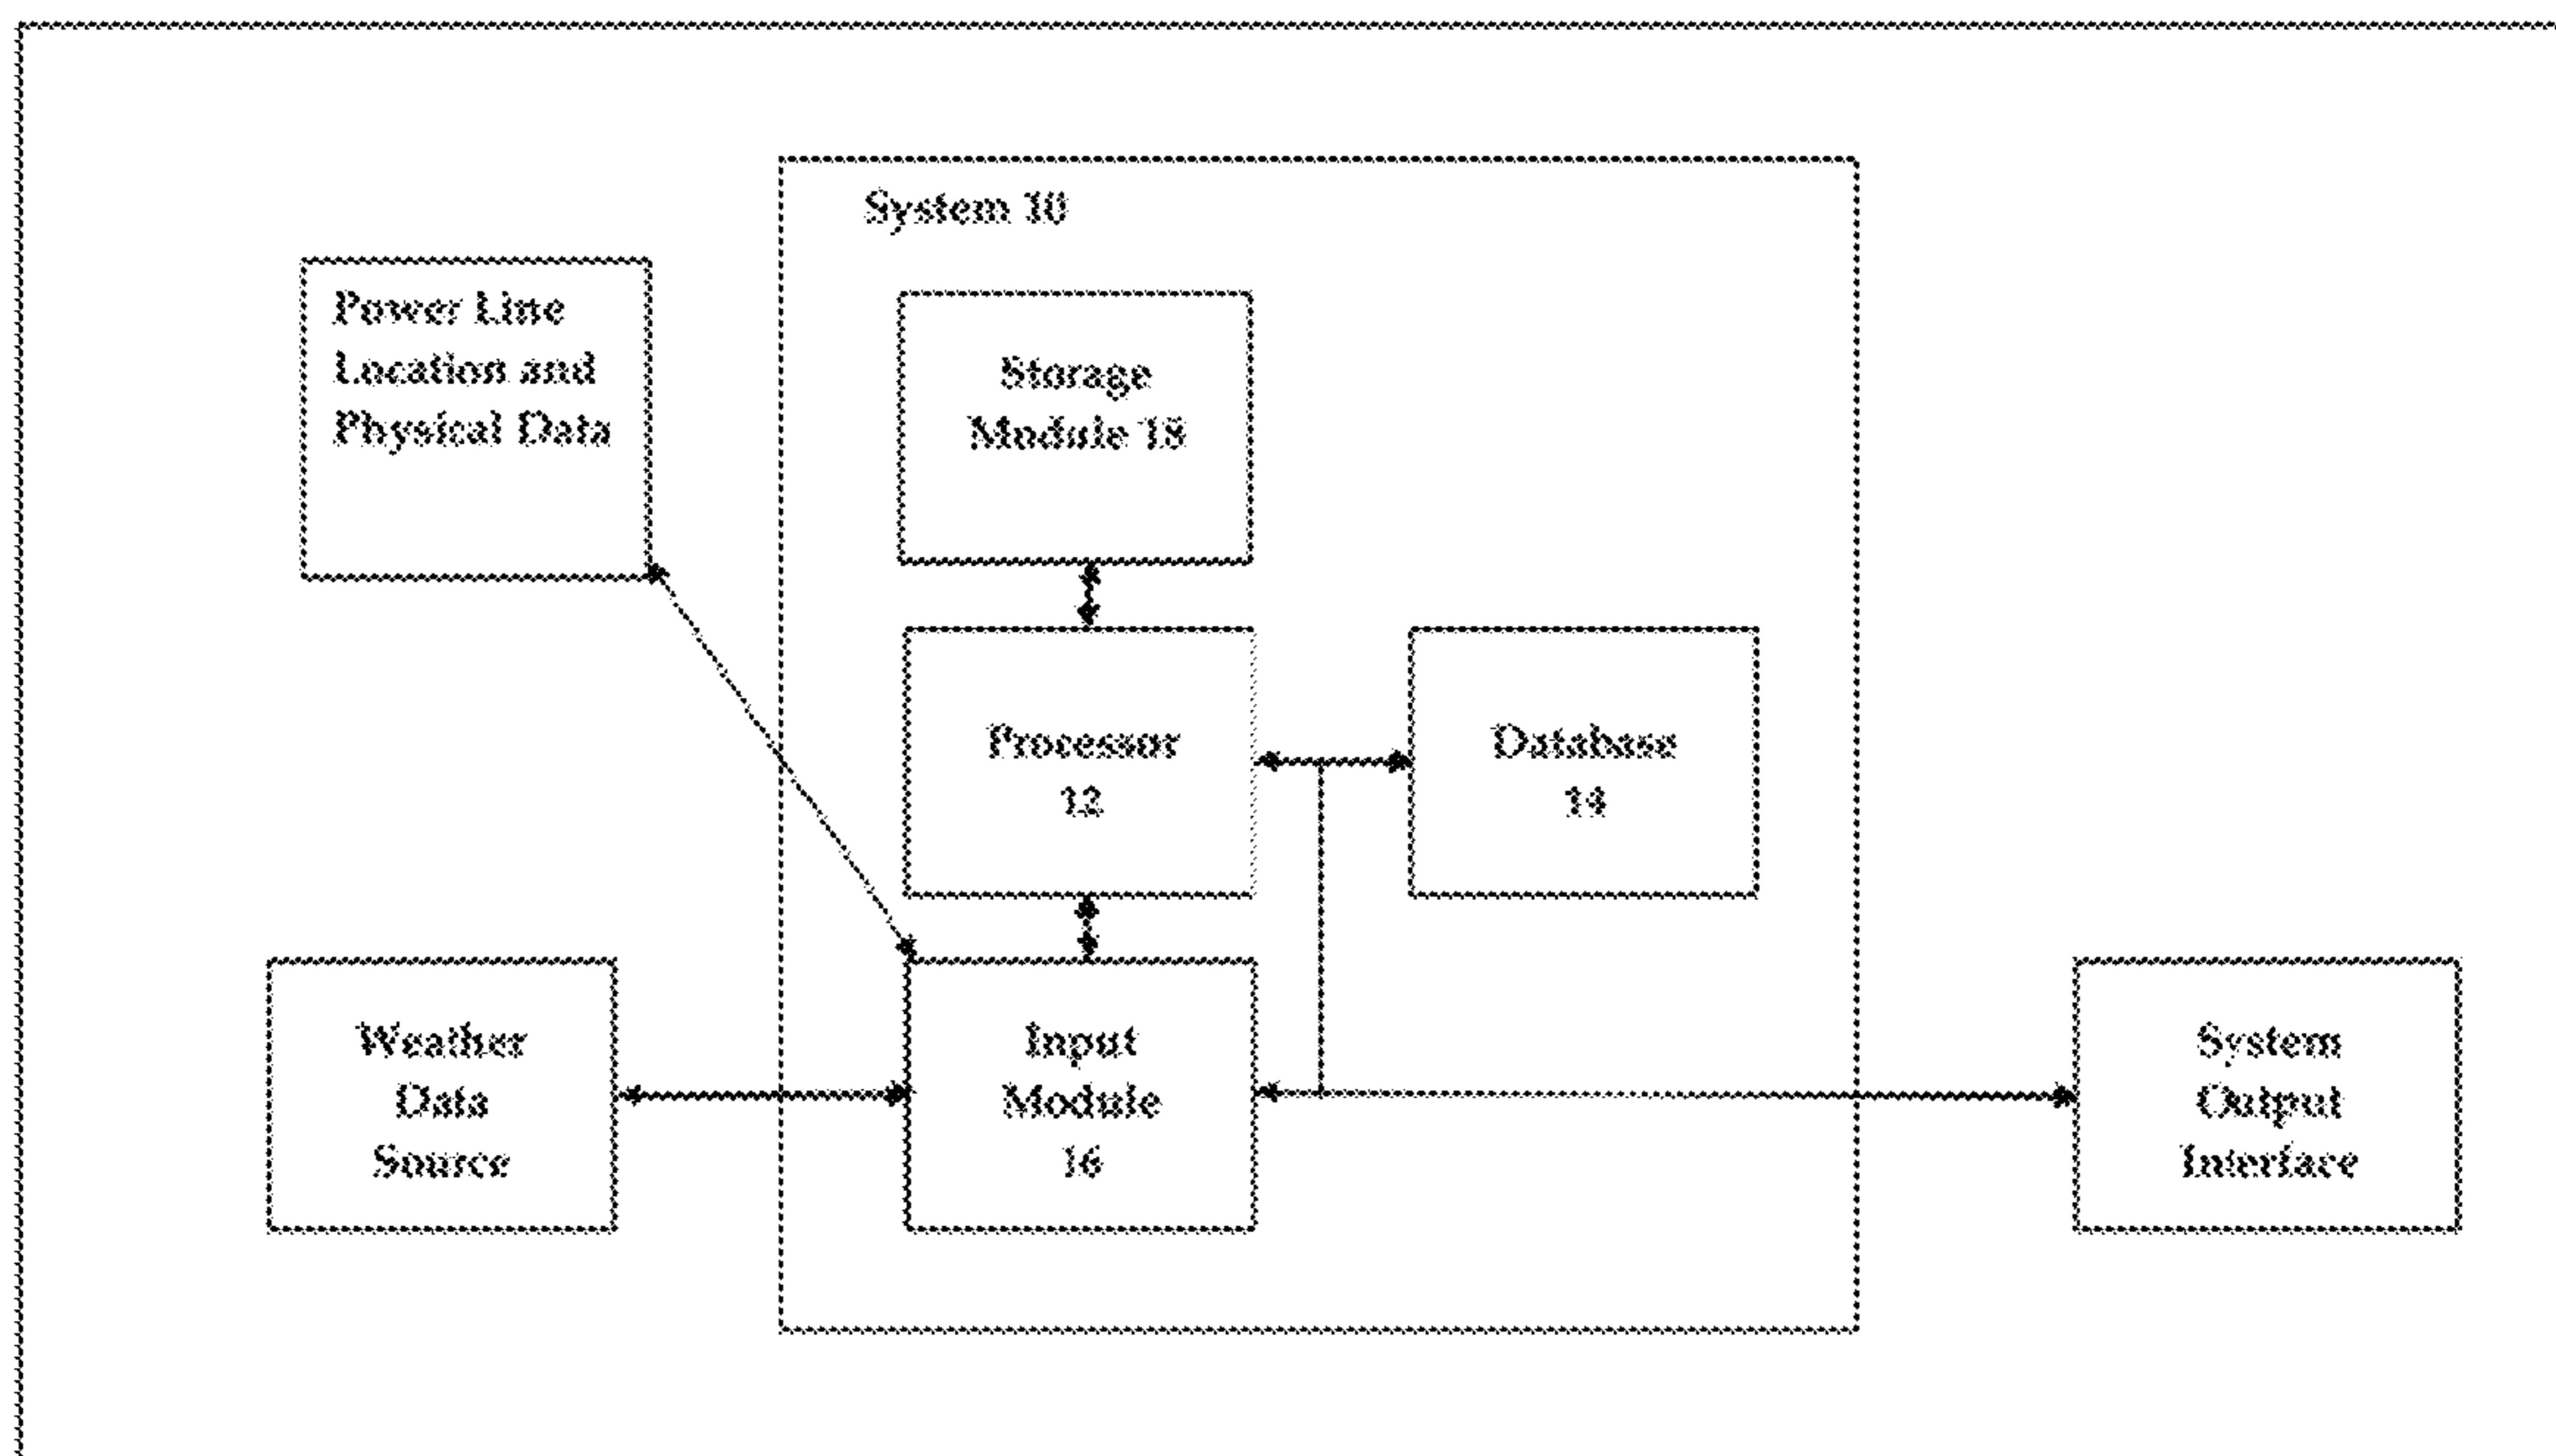 System 10
Power Line
Location and
Physical Data
Storage
Module 18
Processor
12
Database
14
Weather
Data
Source
Input
Module
16
System
Output
Interface